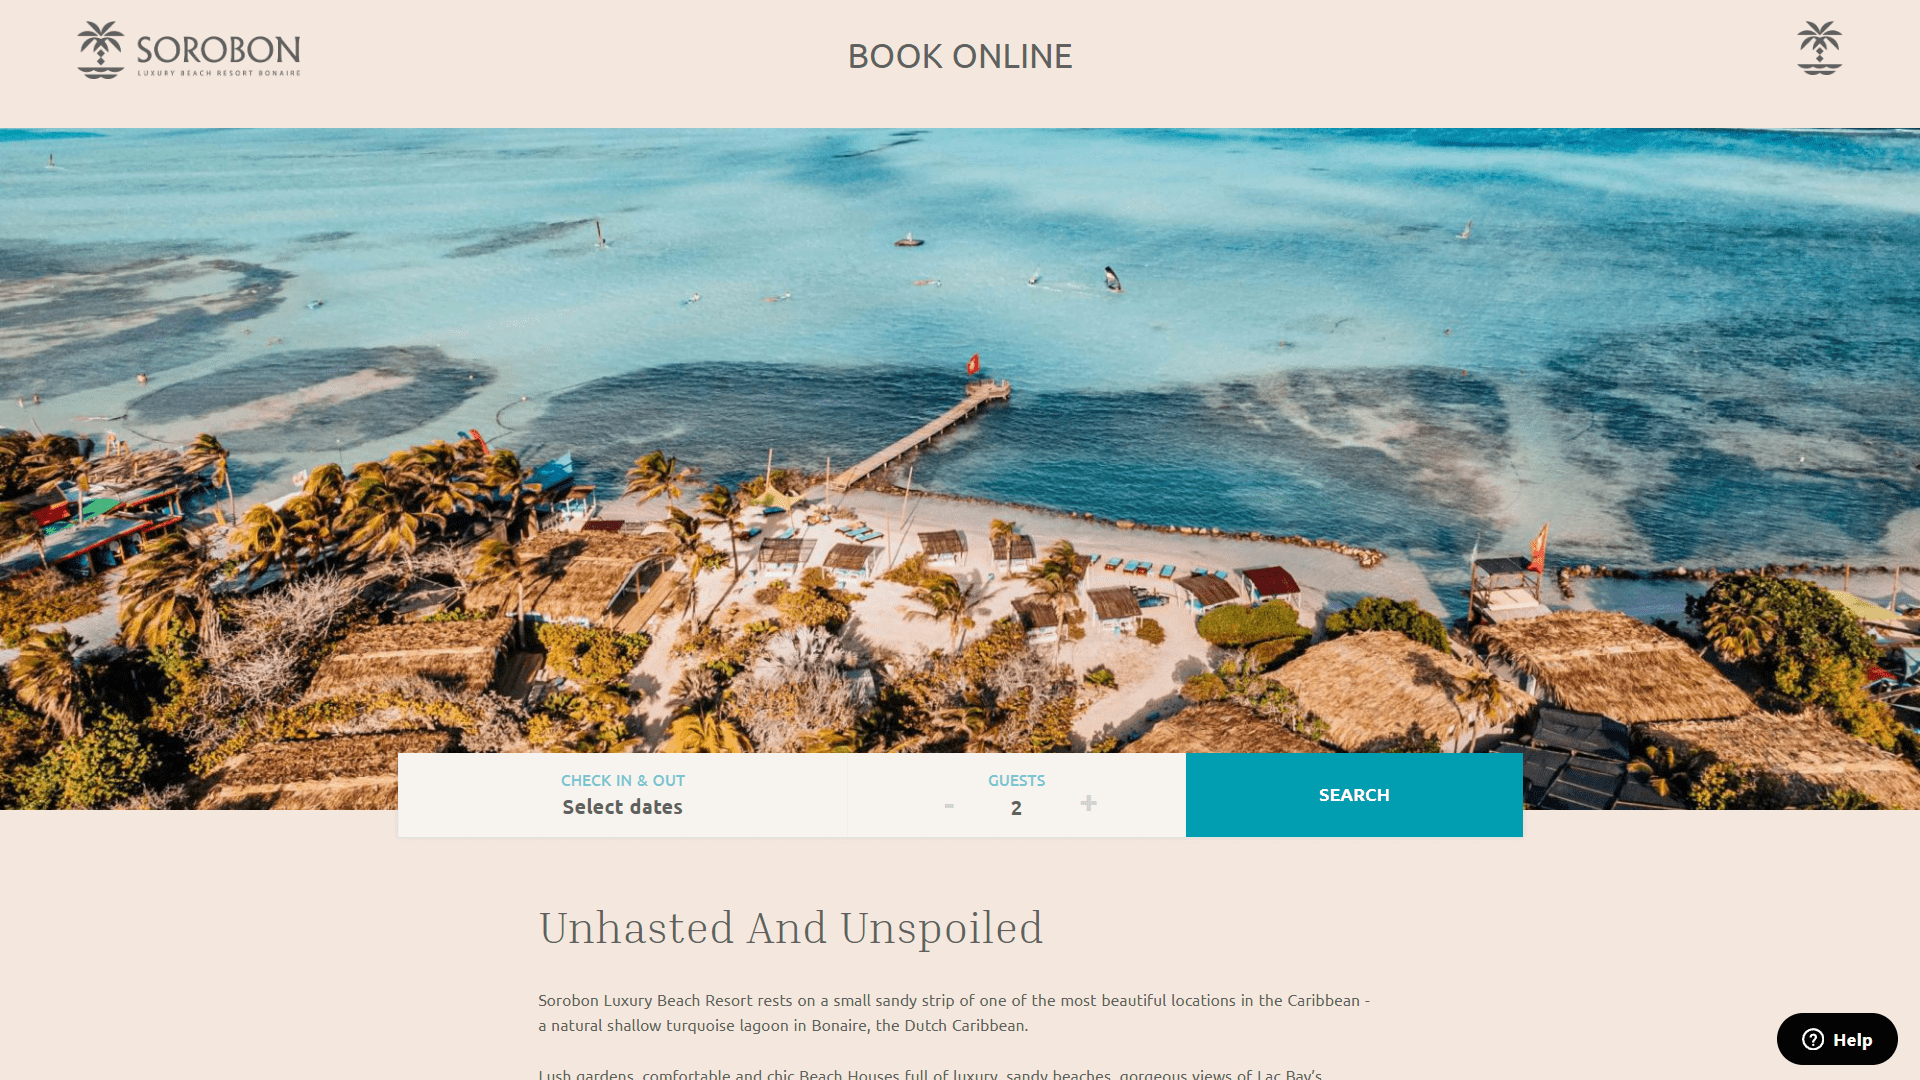 SOROBON
LUXURY BEACH RESORT BONAIRE
BOOK ONLINE
CHECK IN & OUT
Select dates
GUESTS
- 2 +
SEARCH
Unhasted And Unspoiled
Sorobon Luxury Beach Resort rests on a small sandy strip of one of the most beautiful locations in the Caribbean -
a natural shallow turquoise lagoon in Bonaire, the Dutch Caribbean.
Lush gardens, comfortable and chic Beach Houses full of luxury, sandy beaches, gorgeous views of Lac Bay's
Help